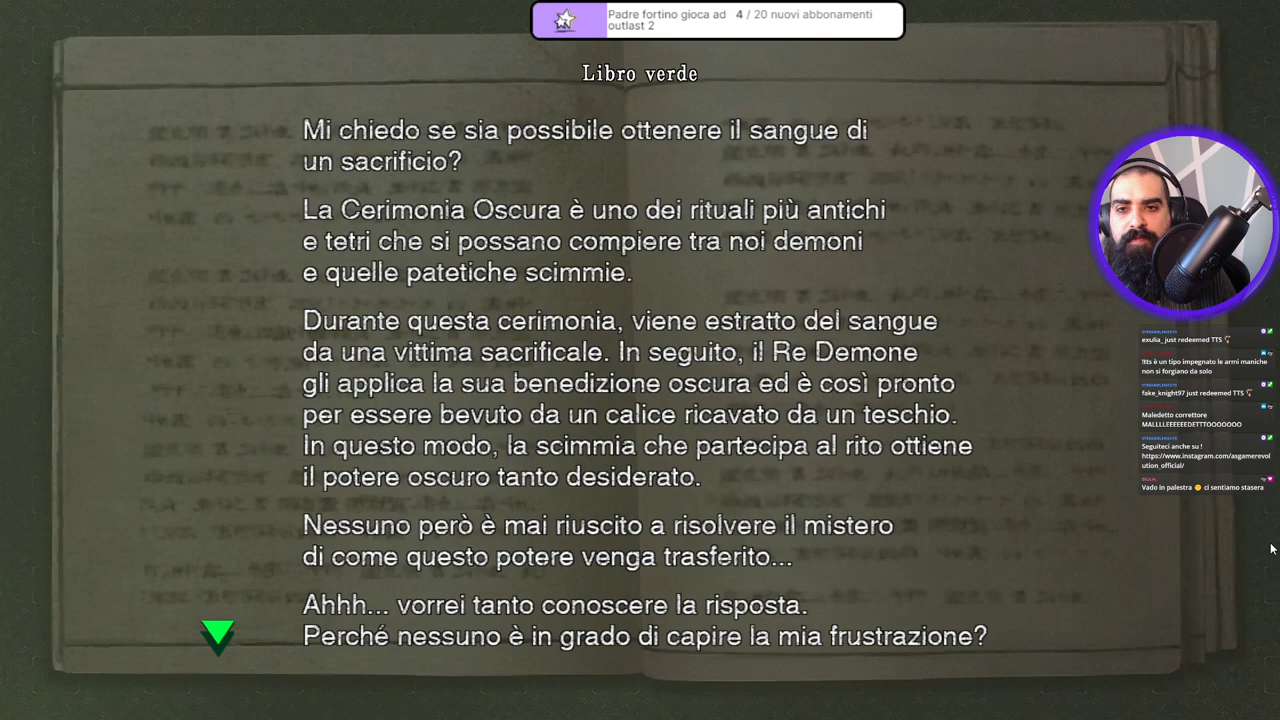 Padre fortino gioca ad outlast 2
4 / 20 nuovi abbonamenti
Libro verde
Mi chiedo se sia possibile ottenere il sangue di
un sacrificio?
La Cerimonia Oscura è uno dei rituali più antichi
e tetri che si possano compiere tra noi demoni
e quelle patetiche scimmie.
Durante questa cerimonia, viene estratto del sangue
da una vittima sacrificale. In seguito, il Re Demone
gli applica la sua benedizione oscura ed è così pronto
per essere bevuto da un calice ricavato da un teschio.
In questo modo, la scimmia che partecipa al rito ottiene
il potere oscuro tanto desiderato.
Nessuno però è mai riuscito a risolvere il mistero
di come questo potere venga trasferito...
Ahhh... vorrei tanto conoscere la risposta.
Perché nessuno è in grado di capire la mia frustrazione?
exulia_ just redeemed TTS
!tts è un tipo impegnato le armi maniche
non si forgiano da solo
fake_knight97 just redeemed TTS
Maledetto correttore
MALLLLEEEEEEDETTTOOOOOOO
Seguiteci anche su !
https://www.instagram.com/asgamerevol
ution_official/
Vado in palestra ci sentiamo stasera